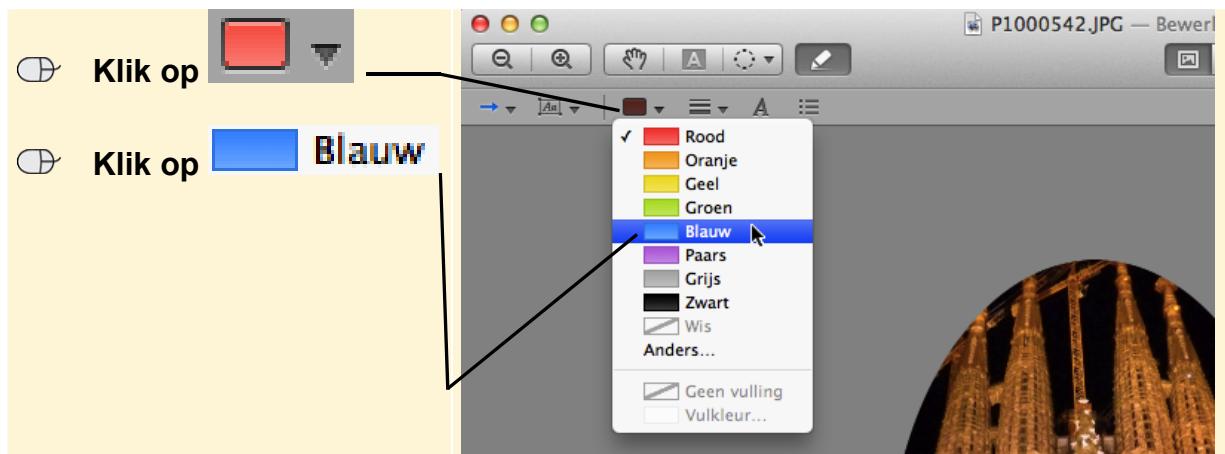 Klik op
Klik op Blauw
P1000542.JPG — Bewerk
A
Aa A
Rood
Oranje
Geel
Groen
Blauw
Paars
Grijs
Zwart
Wis
Anders...
Geen vulling
Vulkleur...